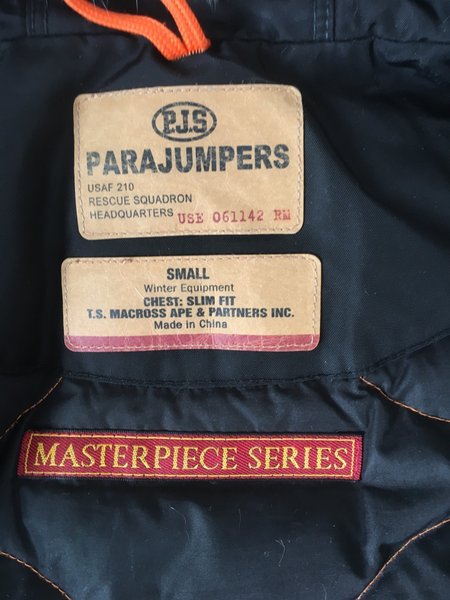 P.J.S
PARAJUMPERS
USAF 210
RESCUE SQUADRON
HEADQUARTERS USE 061142 RM
SMALL
Winter Equipment
CHEST: SLIM FIT
T.S. MACROSS APE & PARTNERS INC.
Made in China
MASTERPIECE SERIES